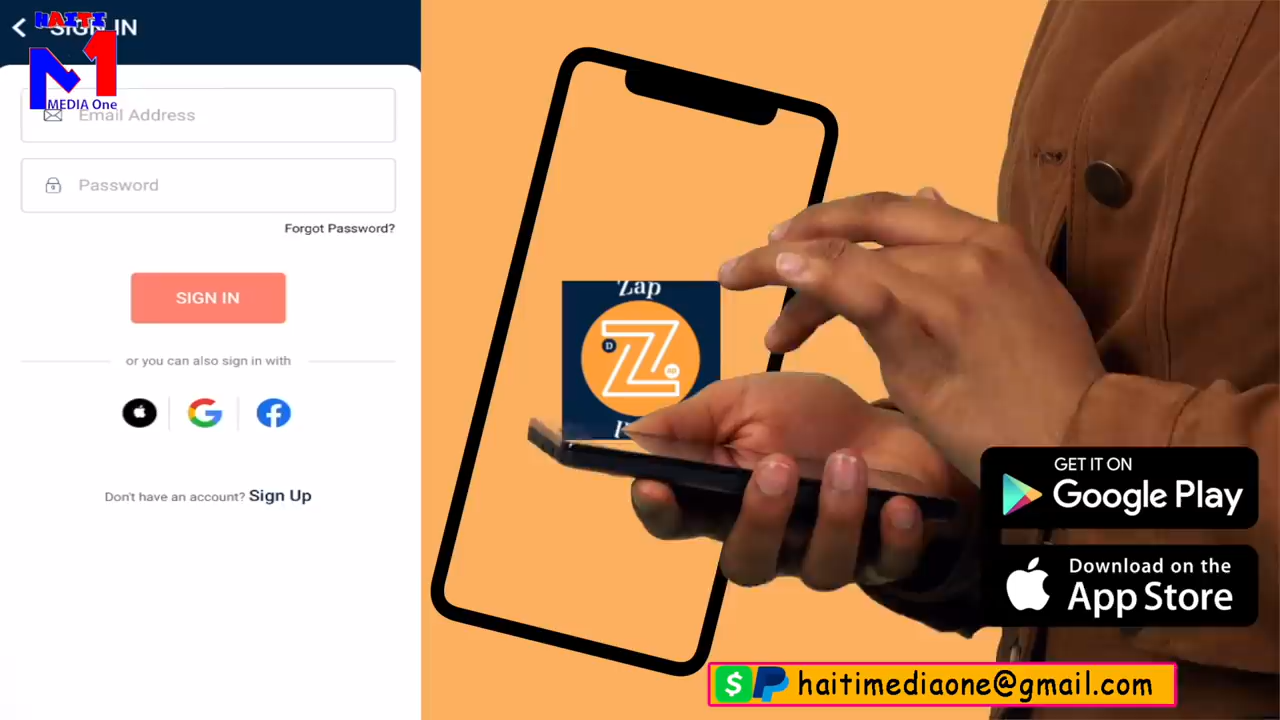 HAITI
SIGN IN
M1
MEDIA One
Email Address
Password
Forgot Password?
SIGN IN
or you can also sign in with
Don't have an account? Sign Up
Zap
Z
D
GET IT ON
Google Play
Download on the
App Store
$ haitimediaone@gmail.com